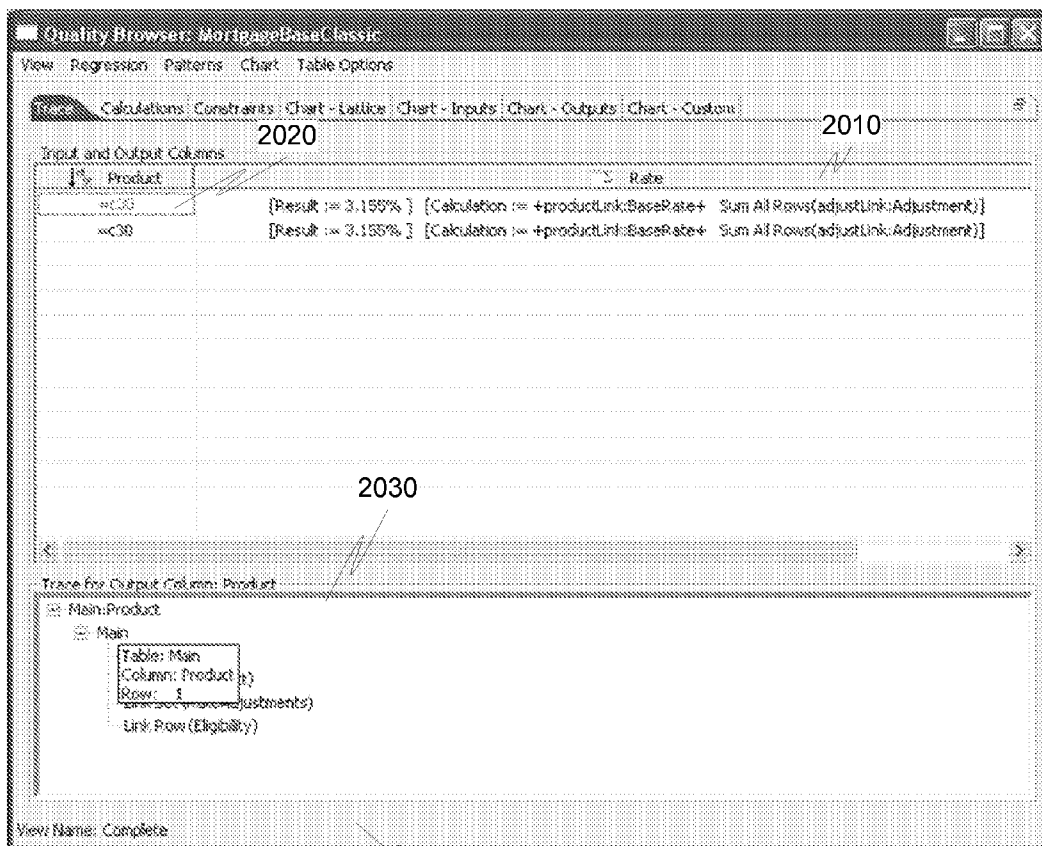 Quality Browser: MortgageBaseClassic
View Regression Patterns Chart Table Options
Trace Calculations Constraints Chart - Lattice Chart - Inputs Chart - Outputs Chart - Custom
2020
2010
Input and Output Columns
Product Rate
=c30 [Result := 3.155% ] [Calculation := +productLink:BaseRate+ Sum All Rows(adjustLink:Adjustment)]
=c30 [Result := 3.155% ] [Calculation := +productLink:BaseRate+ Sum All Rows(adjustLink:Adjustment)]
2030
Trace for Output Column: Product
Main:Product
Main
Table: Main
Column: Product
Row: 1
Link Row (Eligibility)
View Name: Complete